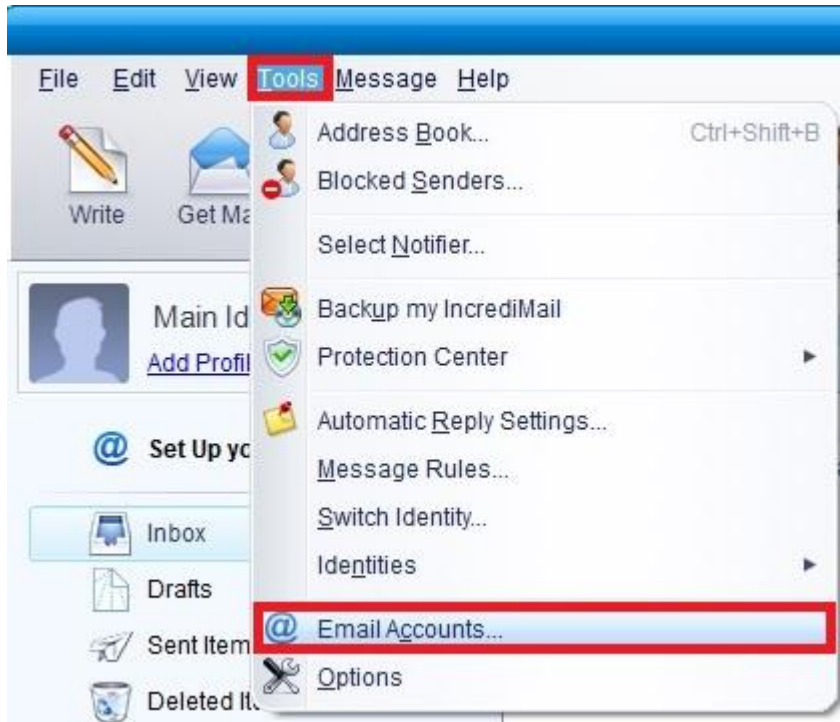 File Edit View Tools Message Help
Address Book... Ctrl+Shift+B
Blocked Senders...
Write Get Ma
Select Notifier...
Main Id
Backup my IncrediMail
Add Profil
Protection Center
Automatic Reply Settings...
Set Up yo
Message Rules...
Switch Identity...
Inbox
Identities
Drafts
Email Accounts...
Sent Item
Options
Deleted It